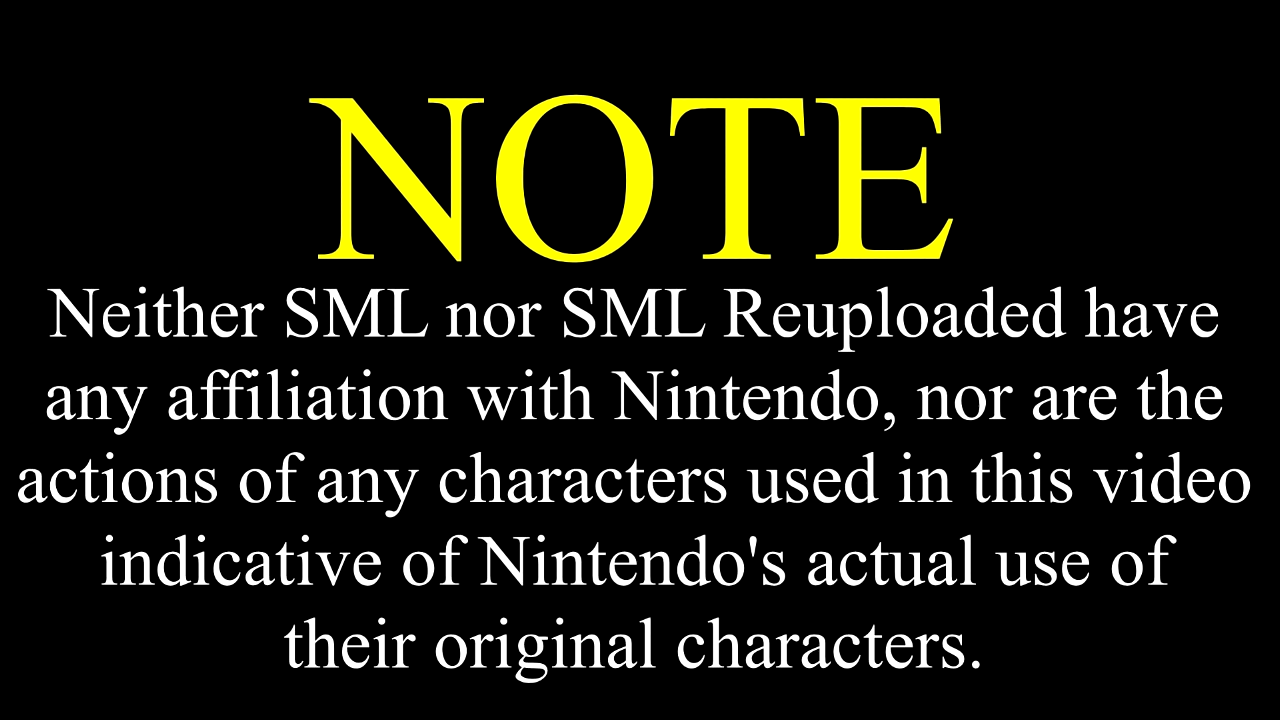 NOTE
Neither SML nor SML Reuploaded have
any affiliation with Nintendo, nor are the
actions of any characters used in this video
indicative of Nintendo's actual use of
their original characters.